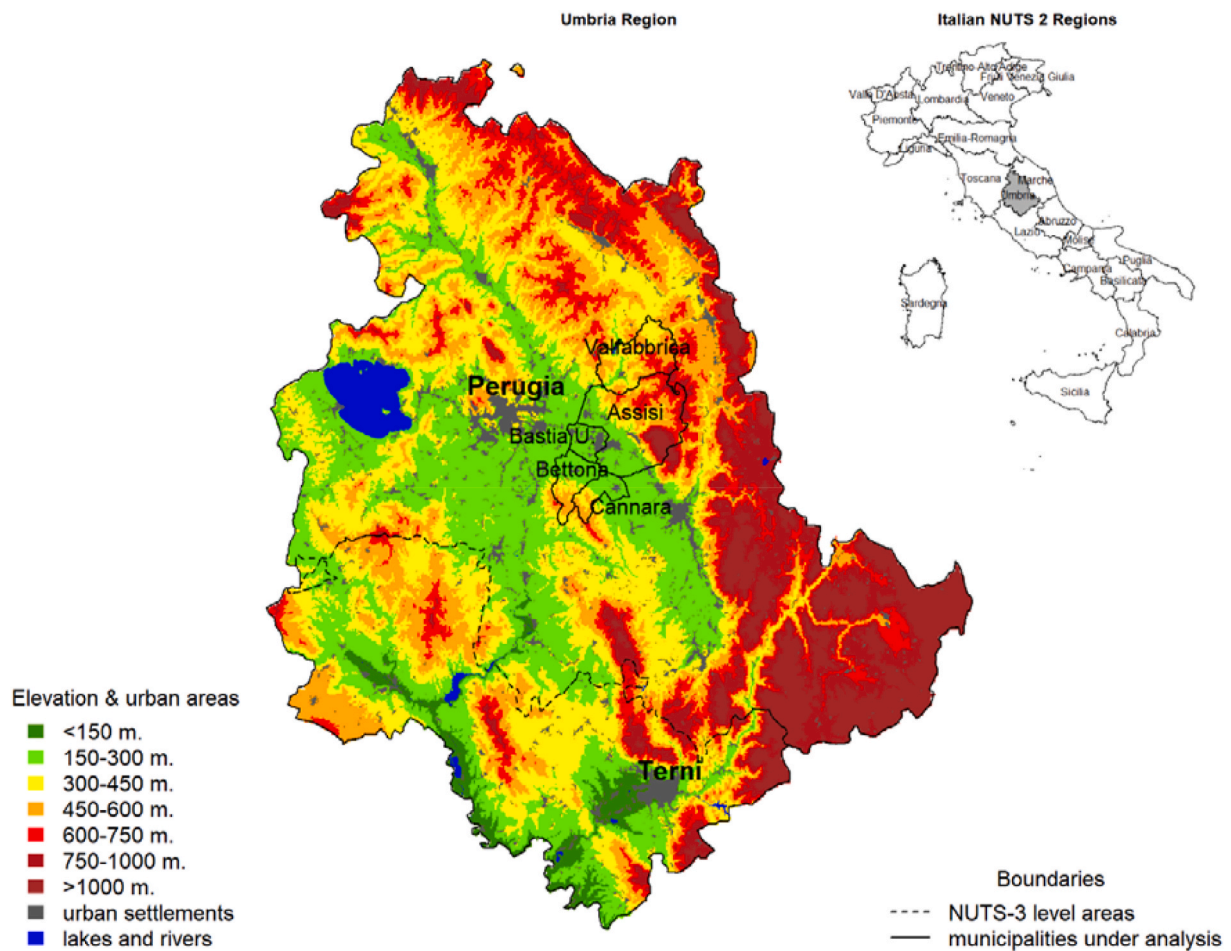 Umbria Region
Italian NUTS 2 Regions
Trentino-Alto Adige
Friuli Venezia Giulia
Valle D'Aosta
Lombardia
Veneto
Piemonte
Emilia-Romagna
Liguria
Toscana
Marche
Umbria
Abruzzo
Lazio
Molise
Puglia
Campania
Basilicata
Sardegna
Calabria
Sicilia
Valfabbrica
Perugia
Assisi
Bastia U.
Bettona
Cannara
Terni
Elevation & urban areas
<150 m.
150-300 m.
300-450 m.
450-600 m.
600-750 m.
750-1000 m.
>1000 m.
urban settlements
lakes and rivers
Boundaries
NUTS-3 level areas
municipalities under analysis